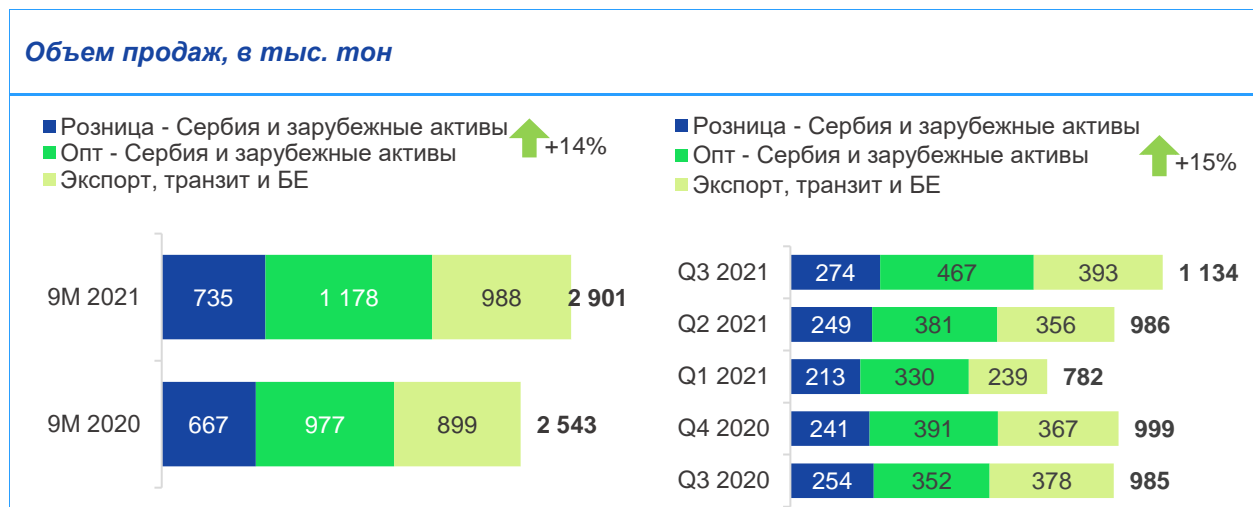 Объем продаж, в тыс. тон
Розница - Сербия и зарубежные активы
Опт - Сербия и зарубежные активы
Экспорт, транзит и БЕ
+14%
9М 2021
735 1 178 988 2 901
9М 2020
667 977 899 2 543
Розница - Сербия и зарубежные активы
Опт - Сербия и зарубежные активы
Экспорт, транзит и БЕ
+15%
Q3 2021 274 467 393 1 134
Q2 2021 249 381 356 986
Q1 2021 213 330 239 782
Q4 2020 241 391 367 999
Q3 2020 254 352 378 985